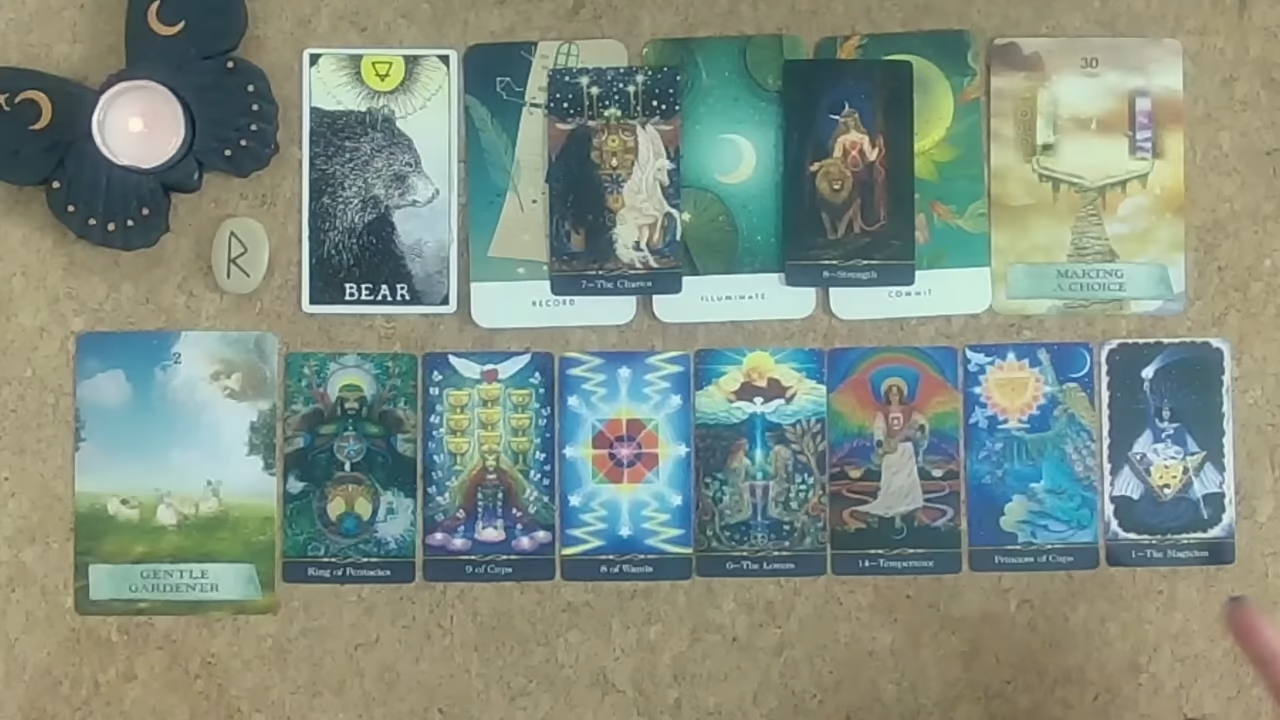 BEAR
RECORD
7—The Chariot
ILLUMINATE
8—Strength
COMMIT
30
MAKING
A CHOICE
2
GENTLE
GARDENER
King of Pentacles
9 of Cups
8 of Wands
6—The Lovers
14—Temperance
Princess of Cups
1—The Magician